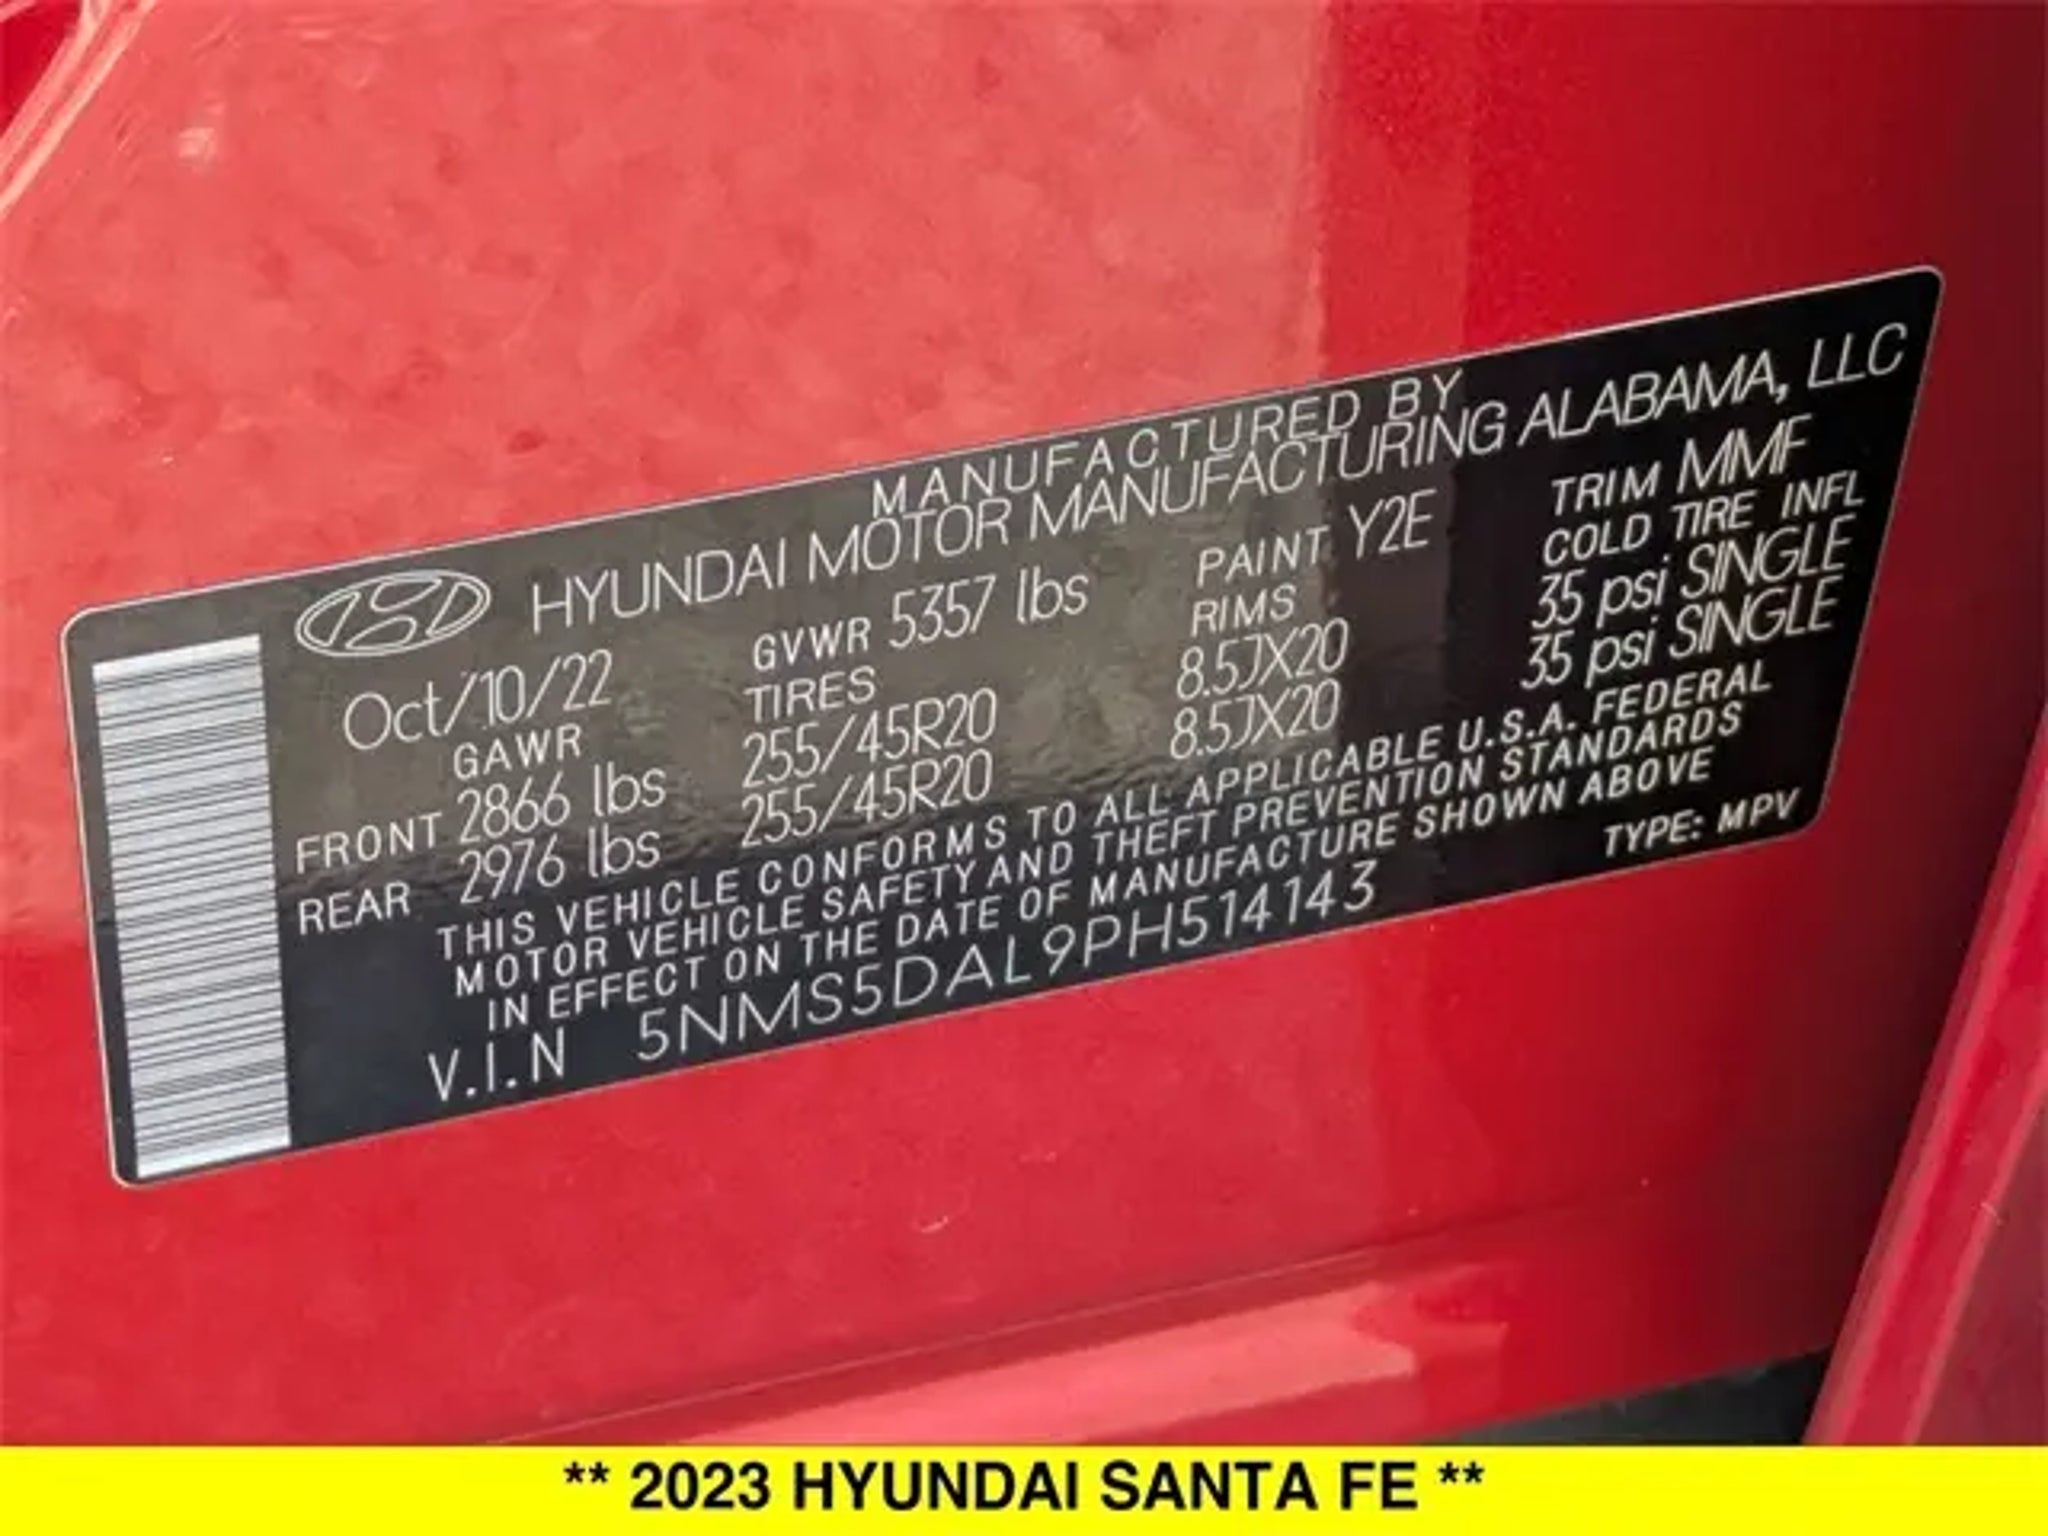 MANUFACTURED BY
HYUNDAI MOTOR MANUFACTURING ALABAMA, LLC
Oct/10/22 GVWR 5357 lbs PAINT Y2E TRIM MMF
GAWR TIRES RIMS COLD TIRE INFL
FRONT 2866 lbs 255/45R20 8.5JX20 35 psi SINGLE
REAR 2976 lbs 255/45R20 8.5JX20 35 psi SINGLE
THIS VEHICLE CONFORMS TO ALL APPLICABLE U.S.A. FEDERAL
MOTOR VEHICLE SAFETY AND THEFT PREVENTION STANDARDS
IN EFFECT ON THE DATE OF MANUFACTURE SHOWN ABOVE
V.I.N 5NMS5DAL9PH514143 TYPE: MPV
** 2023 HYUNDAI SANTA FE **